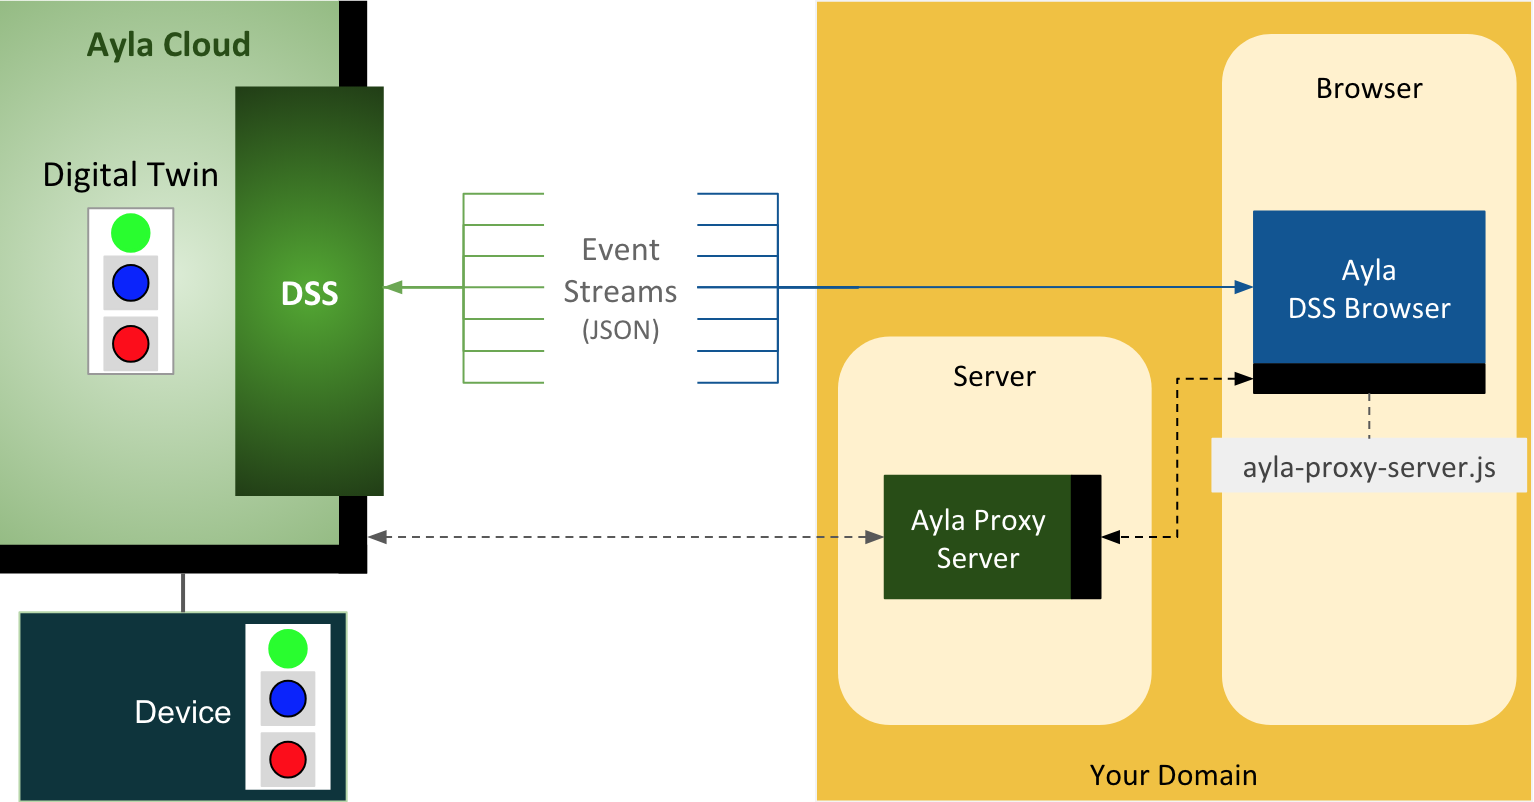 Ayla Cloud
Digital Twin
DSS
Event
Streams
(JSON)
Browser
Ayla
DSS Browser
Server
ayla-proxy-server.js
Ayla Proxy
Server
Device
Your Domain